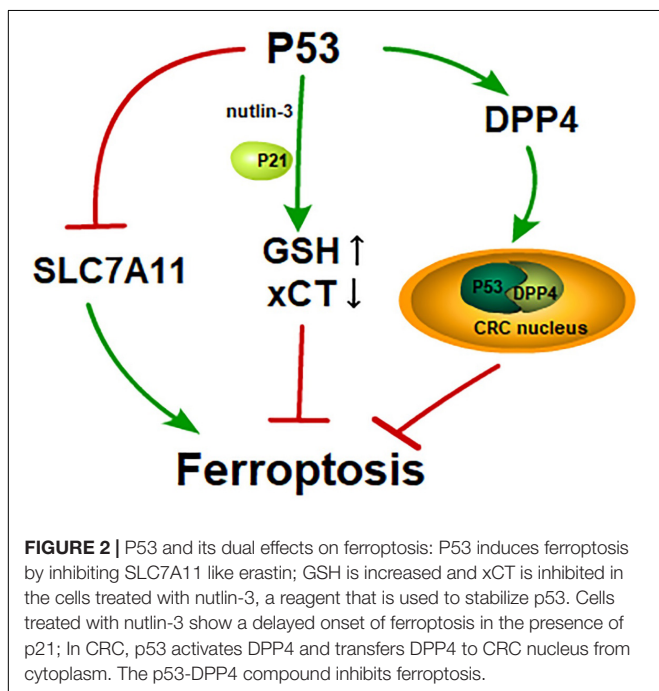 P53
nutlin-3
P21
DPP4
SLC7A11
GSH ↑
xCT ↓
P53 DPP4
CRC nucleus
Ferroptosis
FIGURE 2 | P53 and its dual effects on ferroptosis: P53 induces ferroptosis
by inhibiting SLC7A11 like erastin; GSH is increased and xCT is inhibited in
the cells treated with nutlin-3, a reagent that is used to stabilize p53. Cells
treated with nutlin-3 show a delayed onset of ferroptosis in the presence of
p21; In CRC, p53 activates DPP4 and transfers DPP4 to CRC nucleus from
cytoplasm. The p53-DPP4 compound inhibits ferroptosis.